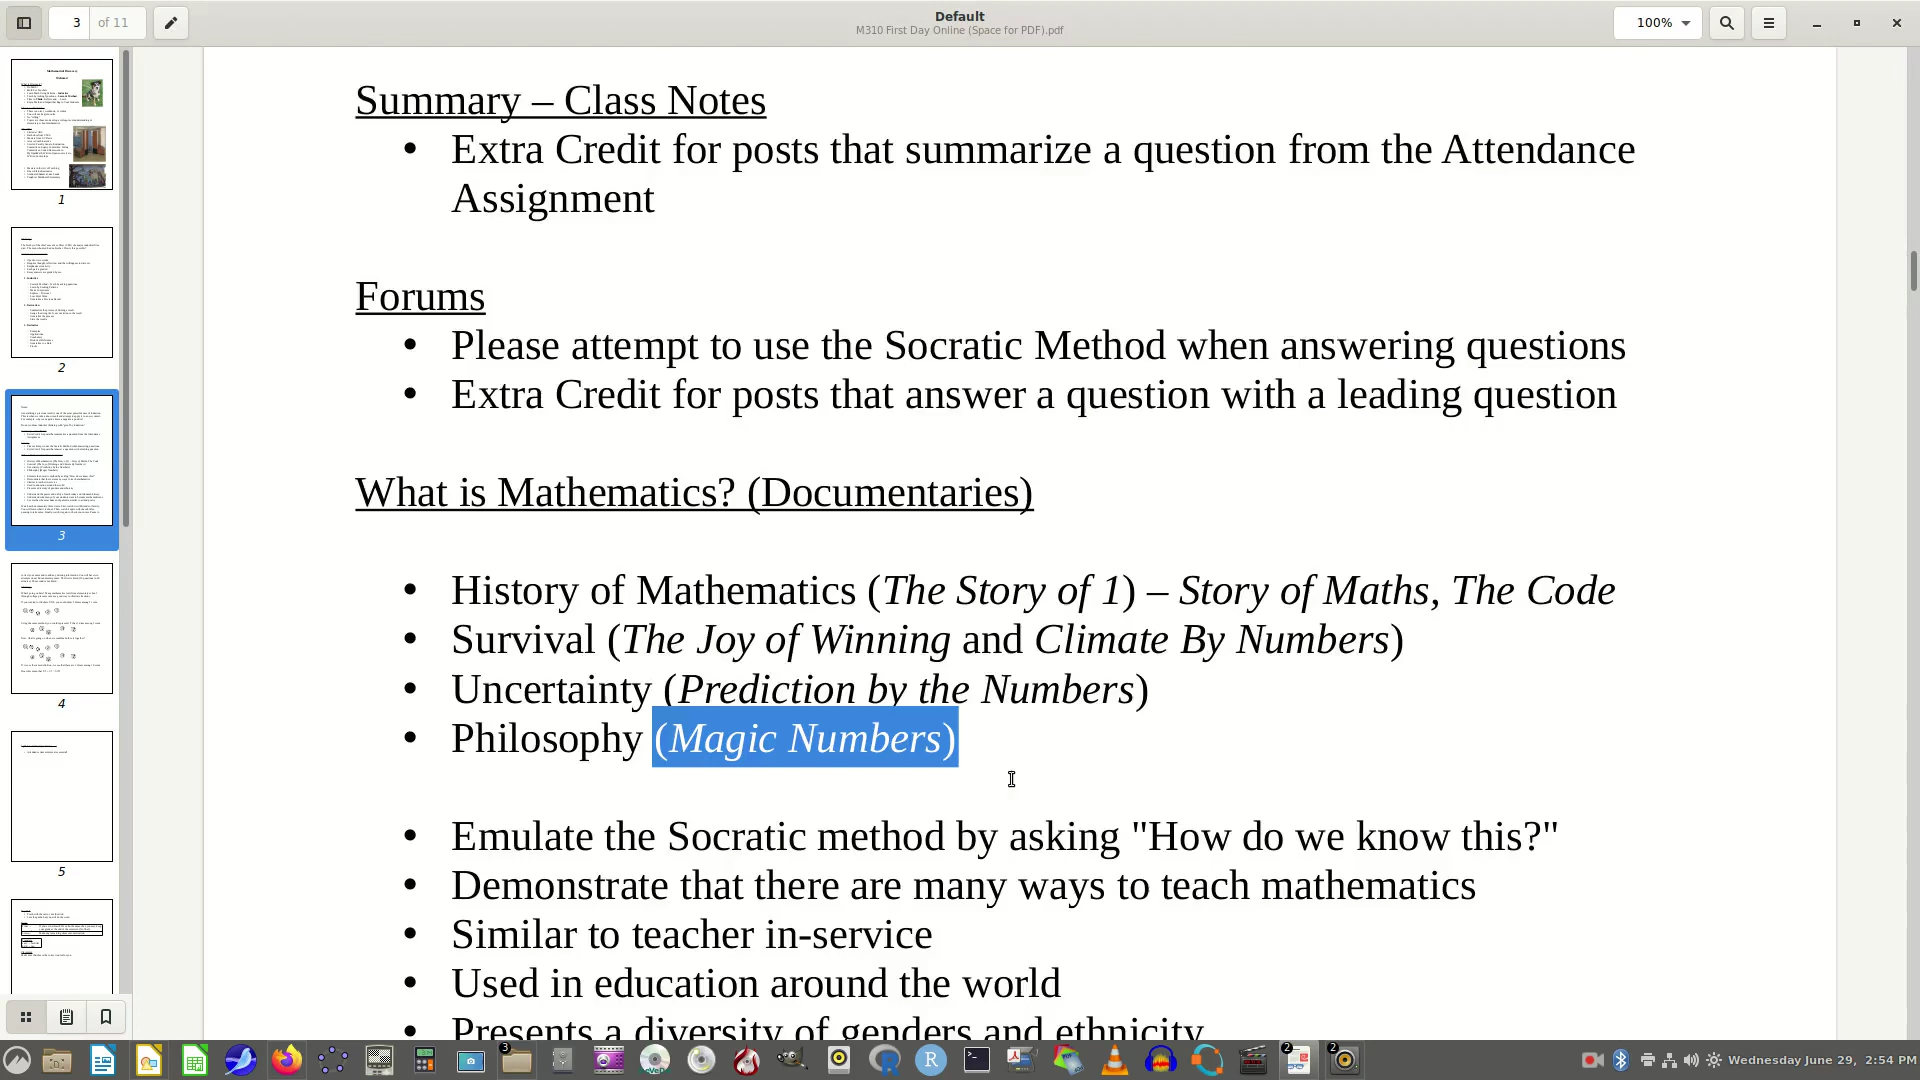 3 of 11
Default
M310 First Day Online (Space for PDF).pdf
100%
1
2
3
4
5
Summary – Class Notes
• Extra Credit for posts that summarize a question from the Attendance
Assignment
Forums
• Please attempt to use the Socratic Method when answering questions
• Extra Credit for posts that answer a question with a leading question
What is Mathematics? (Documentaries)
• History of Mathematics (The Story of 1) – Story of Maths, The Code
• Survival (The Joy of Winning and Climate By Numbers)
• Uncertainty (Prediction by the Numbers)
• Philosophy (Magic Numbers)
• Emulate the Socratic method by asking "How do we know this?"
• Demonstrate that there are many ways to teach mathematics
• Similar to teacher in-service
• Used in education around the world
• Presents a diversity of genders and ethnicity
3
2
2
Wednesday June 29, 2:54 PM